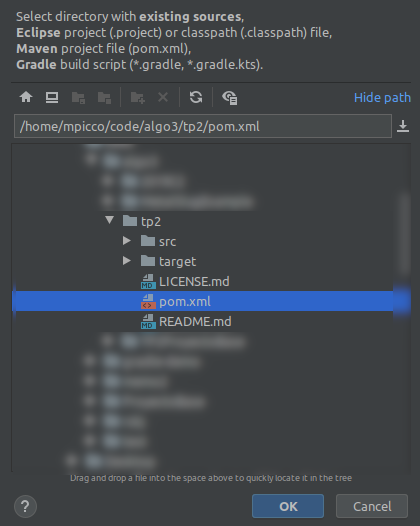 Select directory with existing sources,
Eclipse project (.project) or classpath (.classpath) file,
Maven project file (pom.xml),
Gradle build script (*.gradle, *.gradle.kts).
Hide path
/home/mpicco/code/algo3/tp2/pom.xml
tp2
src
target
MD LICENSE.md
<> pom.xml
MD README.md
Drag and drop a file into the space above to quickly locate it in the tree
? OK Cancel